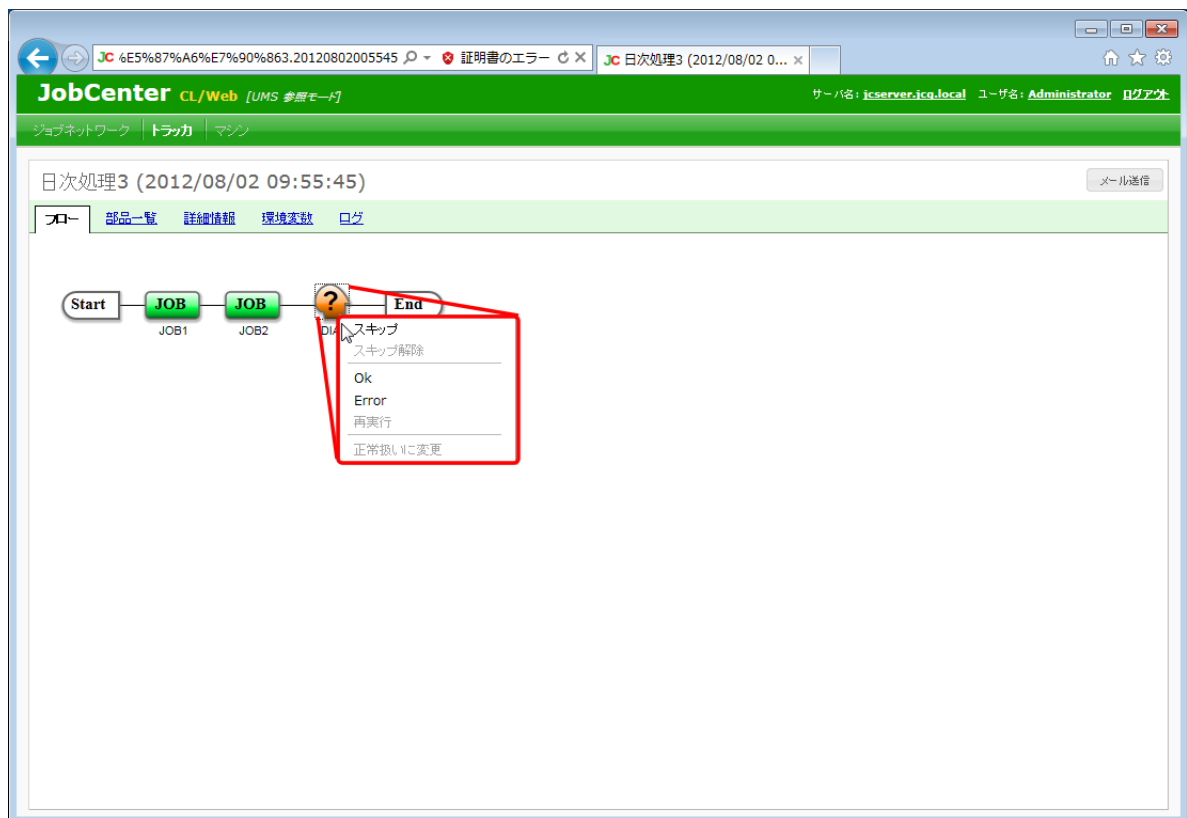 JC %E5%87%A6%E7%90%863.20120802005545
証明書のエラー
JC 日次処理3 (2012/08/02 0...
JobCenter CL/Web [UMS 参照モード]
サーバ名: jcserver.jcq.local ユーザ名: Administrator ログアウト
ジョブネットワーク トラッカ マシン
日次処理3 (2012/08/02 09:55:45)
メール送信
フロー 部品一覧 詳細情報 環境変数 ログ
Start JOB JOB ? End
JOB1 JOB2 DIA
スキップ
スキップ解除
Ok
Error
再実行
正常扱いに変更